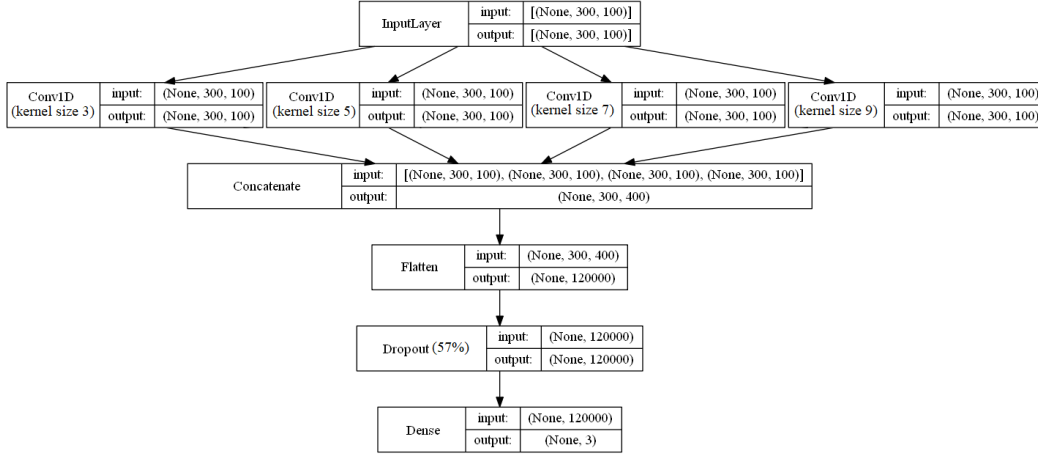 InputLayer input: [(None, 300, 100)]
output: [(None, 300, 100)]
Conv1D (kernel size 3) input: (None, 300, 100)
output: (None, 300, 100)
Conv1D (kernel size 5) input: (None, 300, 100)
output: (None, 300, 100)
Conv1D (kernel size 7) input: (None, 300, 100)
output: (None, 300, 100)
Conv1D (kernel size 9) input: (None, 300, 100)
output: (None, 300, 100)
Concatenate input: [(None, 300, 100), (None, 300, 100), (None, 300, 100), (None, 300, 100)]
output: (None, 300, 400)
Flatten input: (None, 300, 400)
output: (None, 120000)
Dropout (57%) input: (None, 120000)
output: (None, 120000)
Dense input: (None, 120000)
output: (None, 3)